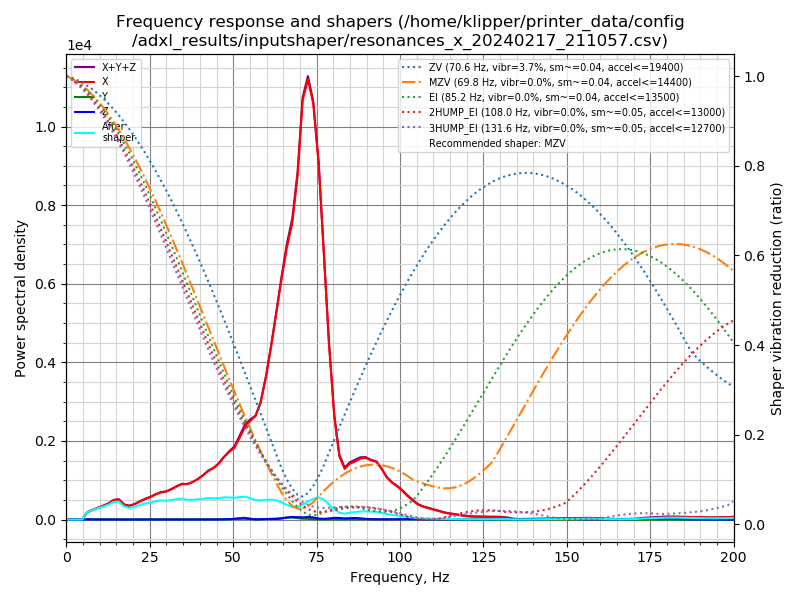 Frequency response and shapers (/home/klipper/printer_data/config
/adxl_results/inputshaper/resonances_x_20240217_211057.csv)
1e4
X+Y+Z
X
Y
Z
After
shaper
ZV (70.6 Hz, vibr=3.7%, sm~=0.04, accel<=19400)
MZV (69.8 Hz, vibr=0.0%, sm~=0.04, accel<=14400)
EI (85.2 Hz, vibr=0.0%, sm~=0.04, accel<=13500)
2HUMP_EI (108.0 Hz, vibr=0.0%, sm~=0.05, accel<=13000)
3HUMP_EI (131.6 Hz, vibr=0.0%, sm~=0.05, accel<=12700)
Recommended shaper: MZV
Power spectral density
1.0
0.8
0.6
0.4
0.2
0.0
0 25 50 75 100 125 150 175 200
Frequency, Hz
1.0
0.8
0.6
0.4
0.2
0.0
Shaper vibration reduction (ratio)